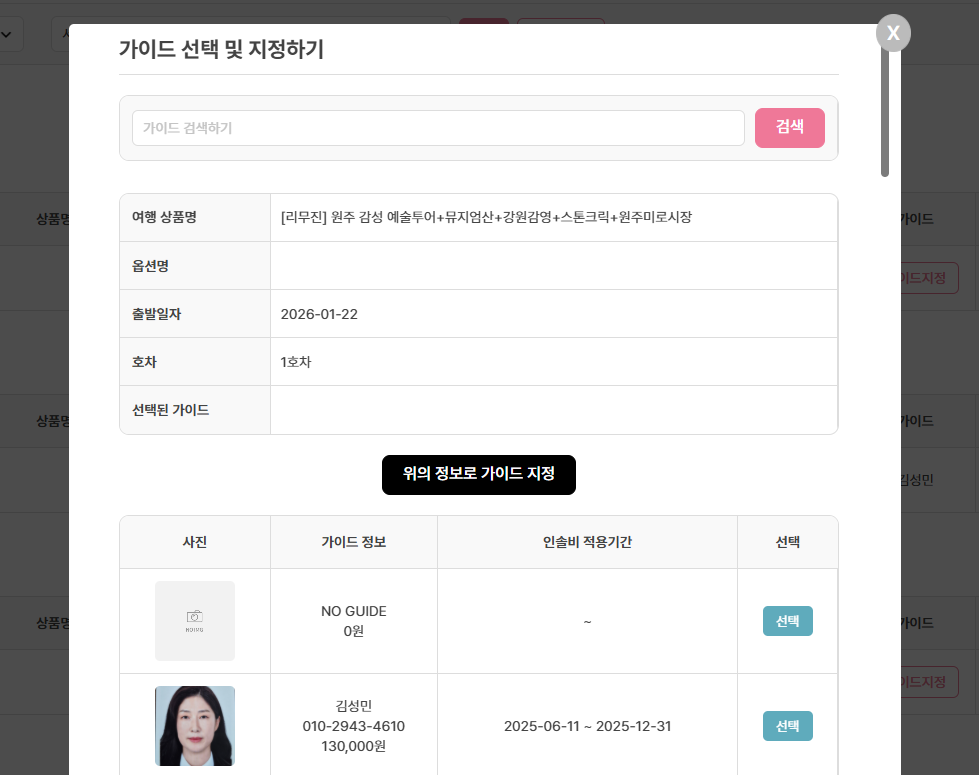 X
가이드 선택 및 지정하기
가이드 검색하기
검색
여행 상품명
[리무진] 원주 감성 예술투어+뮤지엄산+강원감영+스톤크릭+원주미로시장
옵션명
출발일자
2026-01-22
호차
1호차
선택된 가이드
위의 정보로 가이드 지정
사진
가이드 정보
인솔비 적용기간
선택
NO IMG
NO GUIDE
0원
~
선택
김성민
010-2943-4610
130,000원
2025-06-11 ~ 2025-12-31
선택
상품명
가이드
이드지정
상품명
가이드
김성민
상품명
가이드
이드지정